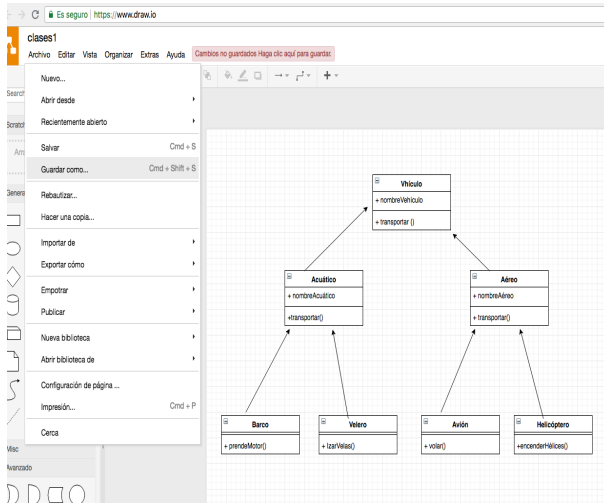 Es seguro https://www.draw.io
clases1
Archivo Editar Vista Organizar Extras Ayuda Cambios no guardados Haga clic aquí para guardar.
Nuevo...
Abrir desde
Recientemente abierto
Salvar Cmd + S
Guardar como... Cmd + Shift + S
Rebautizar...
Hacer una copia...
Importar de
Exportar cómo
Empotrar
Publicar
Nueva biblioteca
Abrir biblioteca de
Configuración de página ...
Impresión... Cmd + P
Cerca
Search
Scratch
Arra
Genera
Misc
Avanzado
Vhículo
+ nombreVehículo
+ transportar ()
Acuático
+ nombreAcuático
+transportar()
Aéreo
+ nombreAéreo
+ transportar()
Barco
+ prendeMotor()
Velero
+ IzarVelas()
Avión
+ volar()
Helicóptero
+encenderHélices()